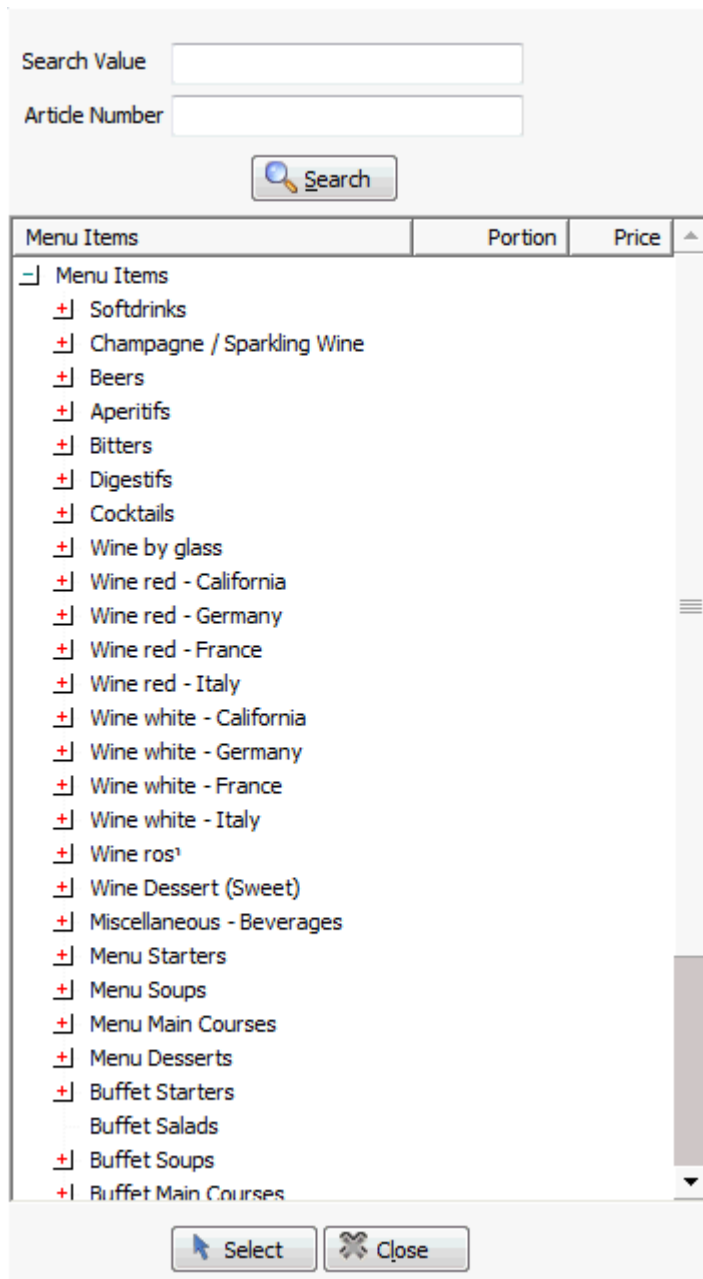 Search Value
Article Number
Search
Menu Items Portion Price
Menu Items
Softdrinks
Champagne / Sparkling Wine
Beers
Aperitifs
Bitters
Digestifs
Cocktails
Wine by glass
Wine red - California
Wine red - Germany
Wine red - France
Wine red - Italy
Wine white - California
Wine white - Germany
Wine white - France
Wine white - Italy
Wine ros¹
Wine Dessert (Sweet)
Miscellaneous - Beverages
Menu Starters
Menu Soups
Menu Main Courses
Menu Desserts
Buffet Starters
Buffet Salads
Buffet Soups
Buffet Main Courses
Select Close